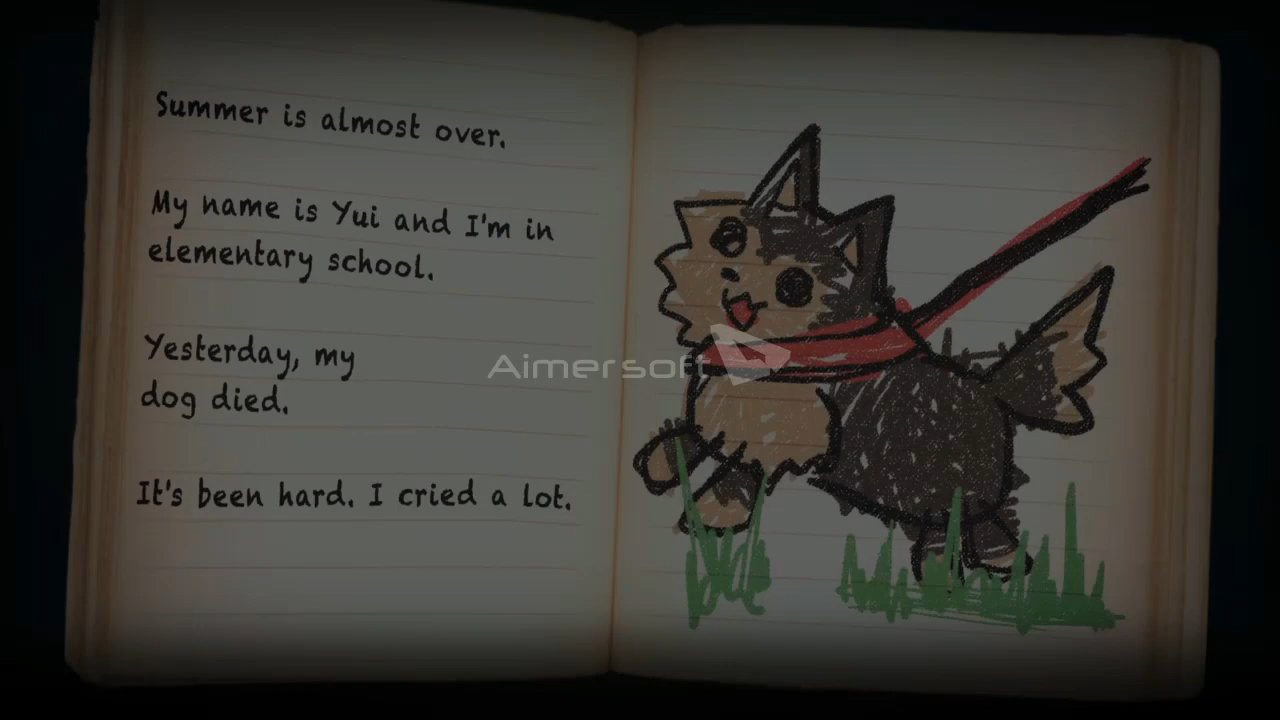 Summer is almost over.
My name is Yui and I'm in
elementary school.
Yesterday, my
dog died.
It's been hard. I cried a lot.
Aimersoft